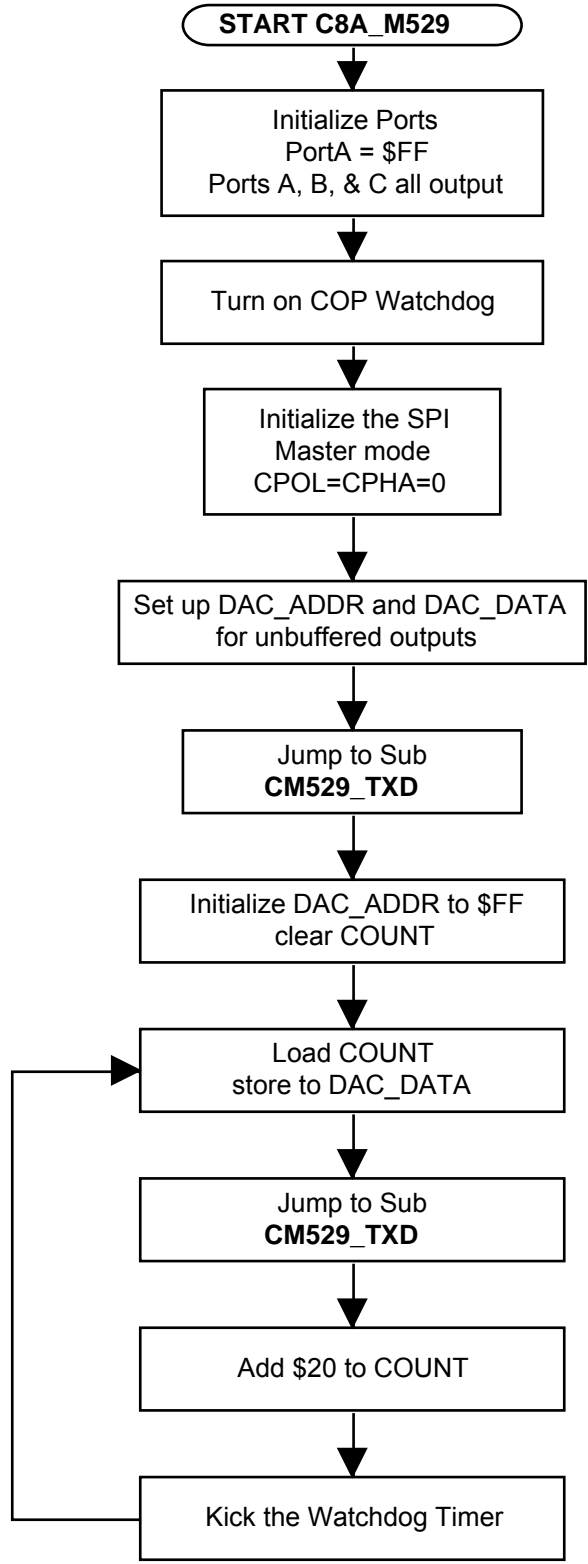 START C8A_M529
Initialize Ports
PortA = $FF
Ports A, B, & C all output
Turn on COP Watchdog
Initialize the SPI
Master mode
CPOL=CPHA=0
Set up DAC_ADDR and DAC_DATA
for unbuffered outputs
Jump to Sub
CM529_TXD
Initialize DAC_ADDR to $FF
clear COUNT
Load COUNT
store to DAC_DATA
Jump to Sub
CM529_TXD
Add $20 to COUNT
Kick the Watchdog Timer